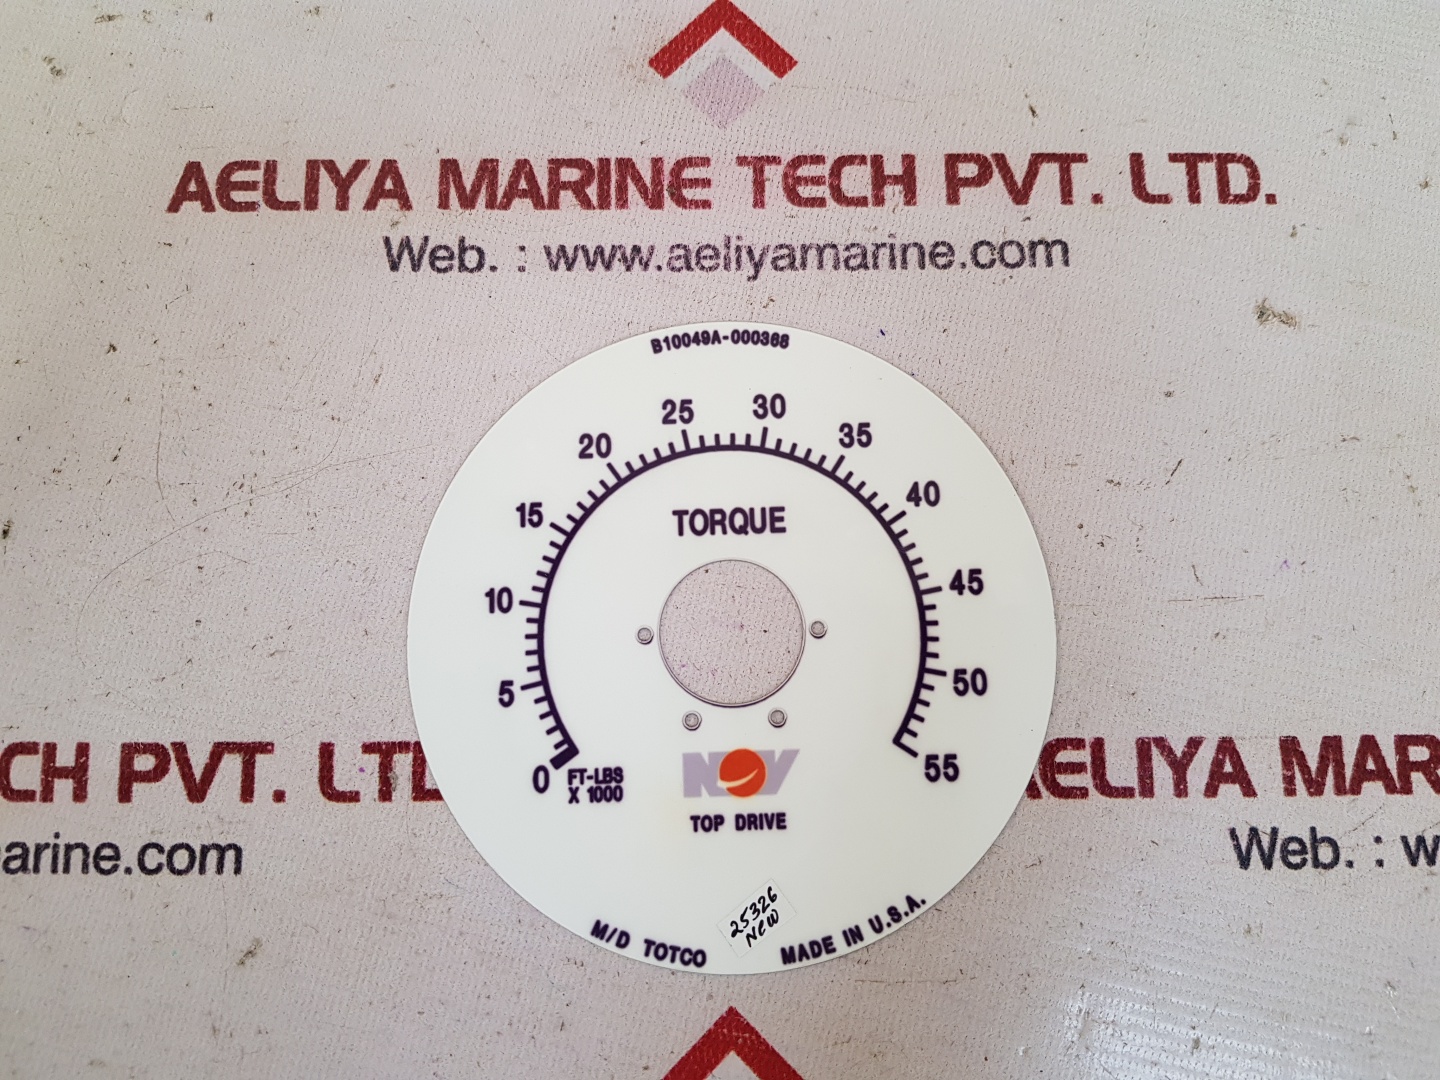 AELIYA MARINE TECH PVT. LTD.
Web. : www.aeliyamarine.com
B10049A-000368
0 5 10 15 20 25 30 35 40 45 50 55
TORQUE
FT-LBS
X 1000
NOV
TOP DRIVE
25326
NEW
M/D TOTCO
MADE IN U.S.A.
CH PVT. LTD
arine.com
AELIYA MAR
Web. : w